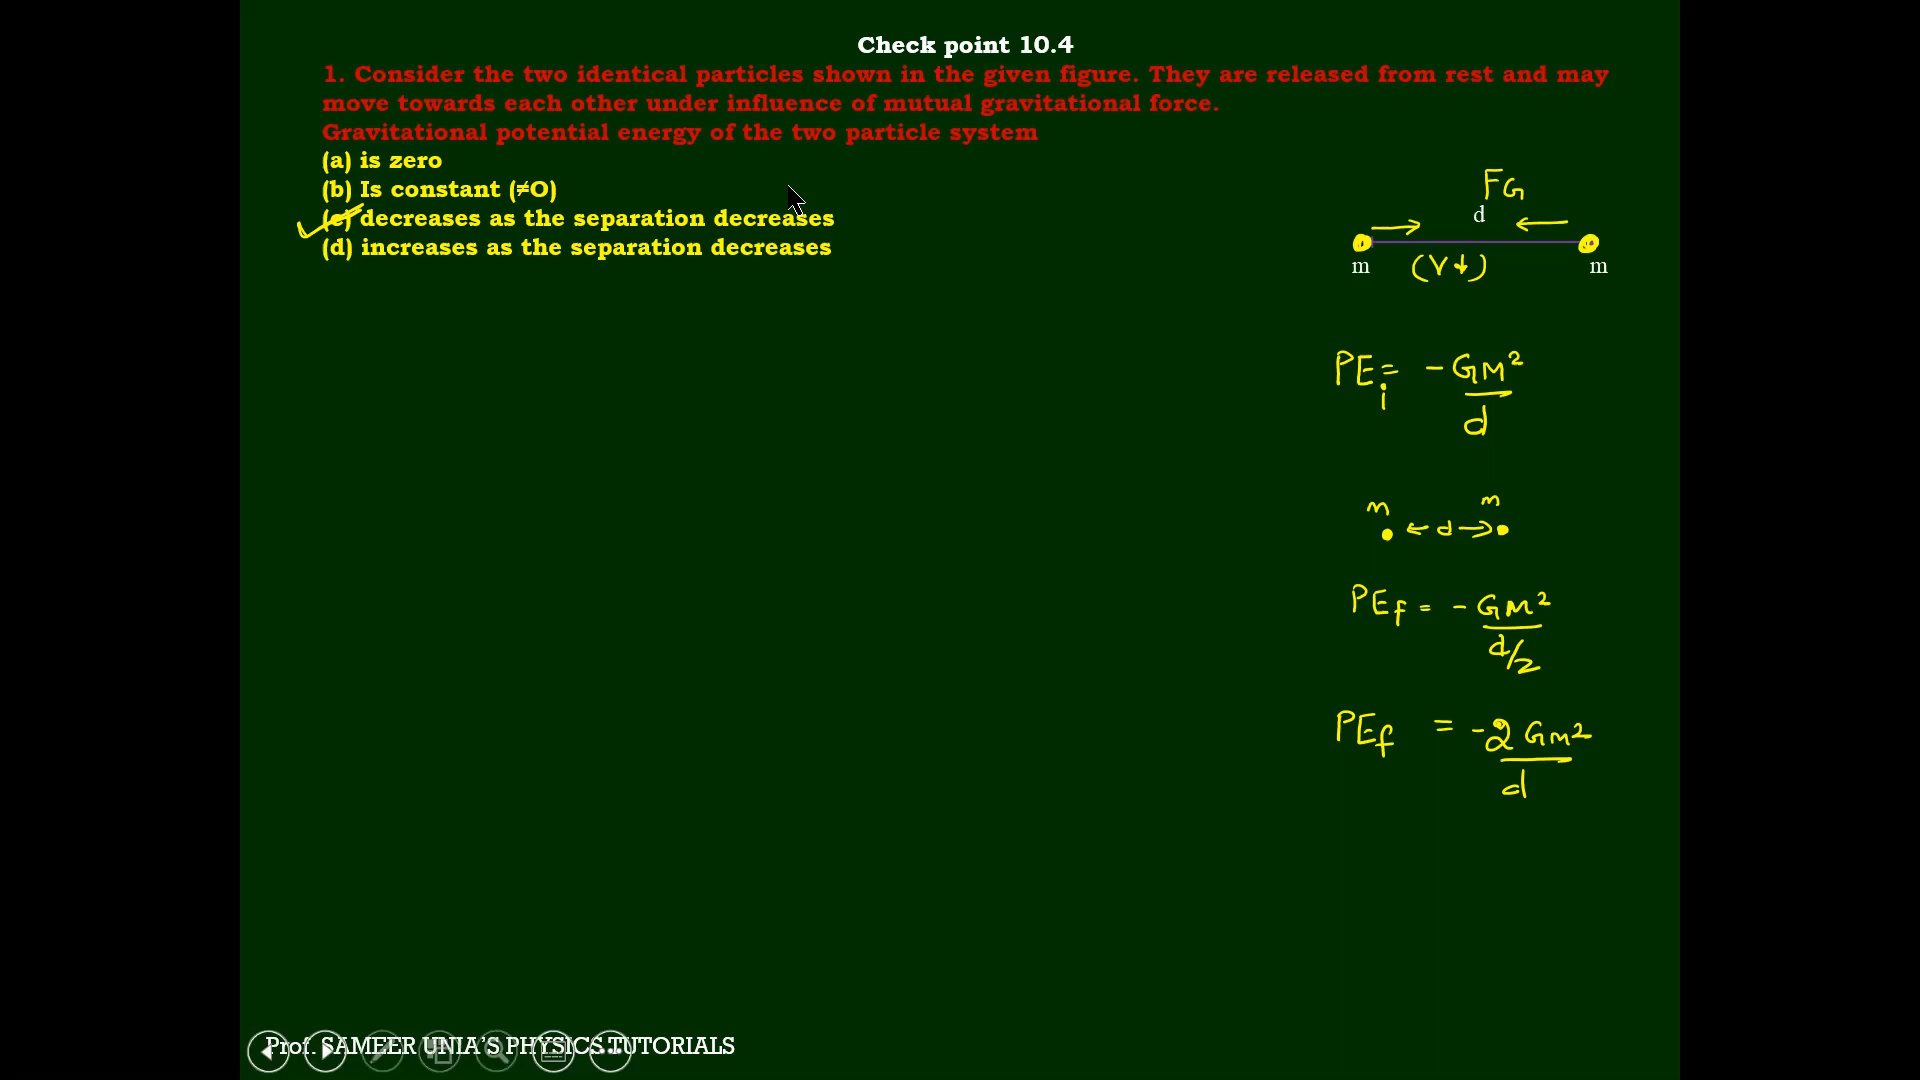 Check point 10.4
1. Consider the two identical particles shown in the given figure. They are released from rest and may
move towards each other under influence of mutual gravitational force.
Gravitational potential energy of the two particle system
(a) is zero
(b) Is constant (≠O)
(c) decreases as the separation decreases
(d) increases as the separation decreases
FG
d
m (r↓) m
PEi = - GM²
d
m m
d
PEf = - GM²
d/2
PEf = -2 Gm²
d
Prof. SAMEER UNIA'S PHYSICS TUTORIALS